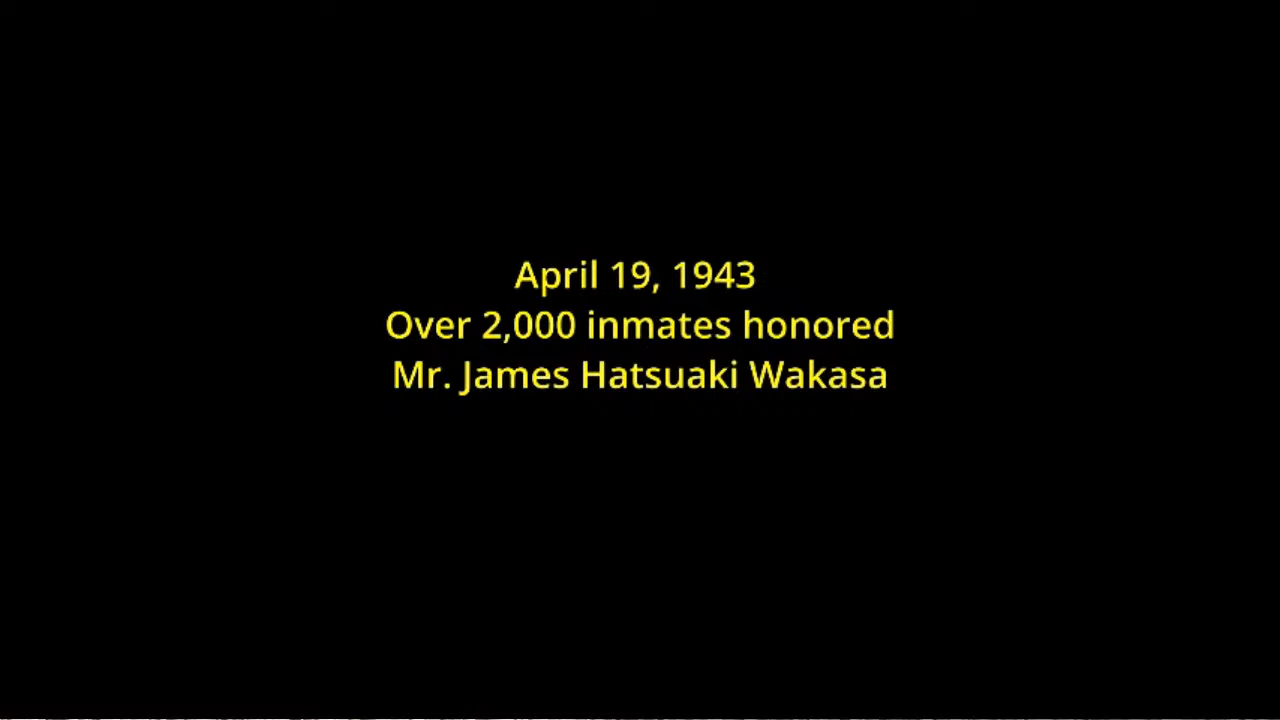 April 19, 1943
Over 2,000 inmates honored
Mr. James Hatsuaki Wakasa